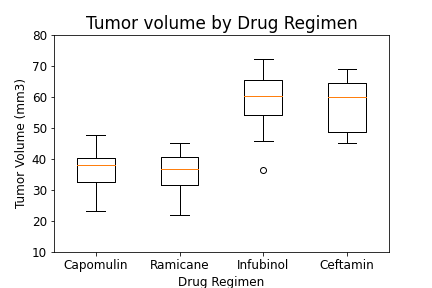 Tumor volume by Drug Regimen
80
70
60
50
40
30
20
10
Tumor Volume (mm3)
Capomulin Ramicane Infubinol Ceftamin
Drug Regimen